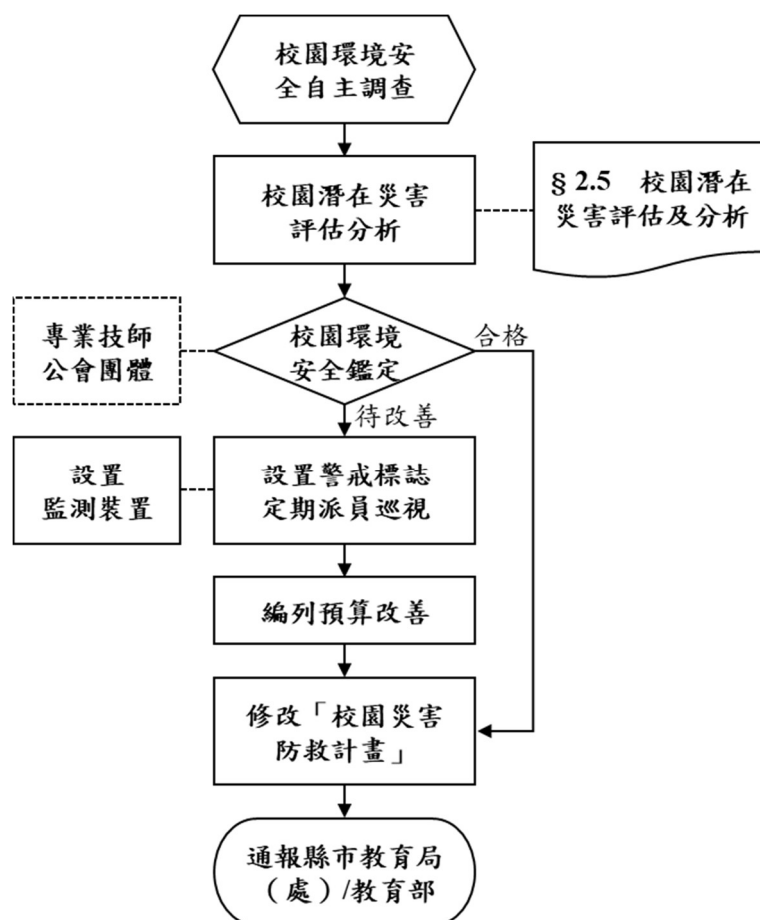 校園環境安
全自主調查
校園潛在災害
評估分析
§ 2.5 校園潛在
災害評估及分析
專業技師
公會團體
校園環境
安全鑑定
合格
待改善
設置
監測裝置
設置警戒標誌
定期派員巡視
編列預算改善
修改「校園災害
防救計畫」
通報縣市教育局
（處）/教育部